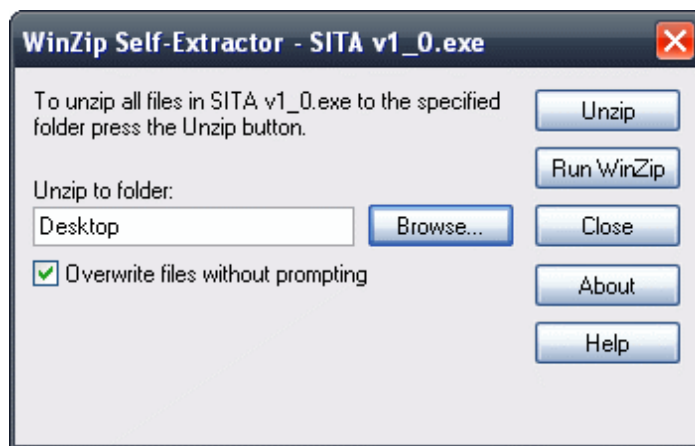 WinZip Self-Extractor - SITA v1_0.exe
To unzip all files in SITA v1_0.exe to the specified
folder press the Unzip button.
Unzip to folder:
Desktop
Browse...
Overwrite files without prompting
Unzip
Run WinZip
Close
About
Help